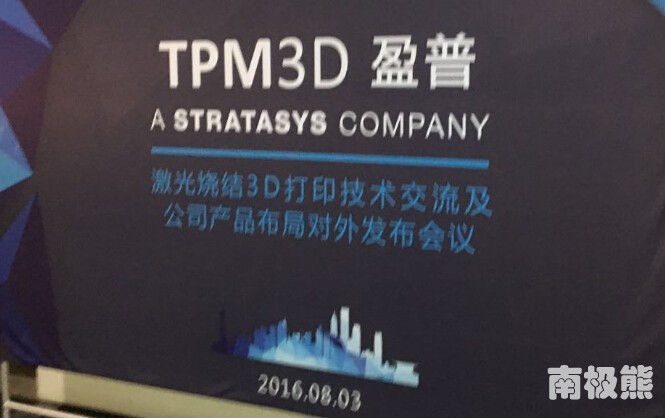 TPM3D 盈普
A STRATASYS COMPANY
激光烧结3D打印技术交流及
公司产品布局对外发布会议
2016.08.03
南极熊